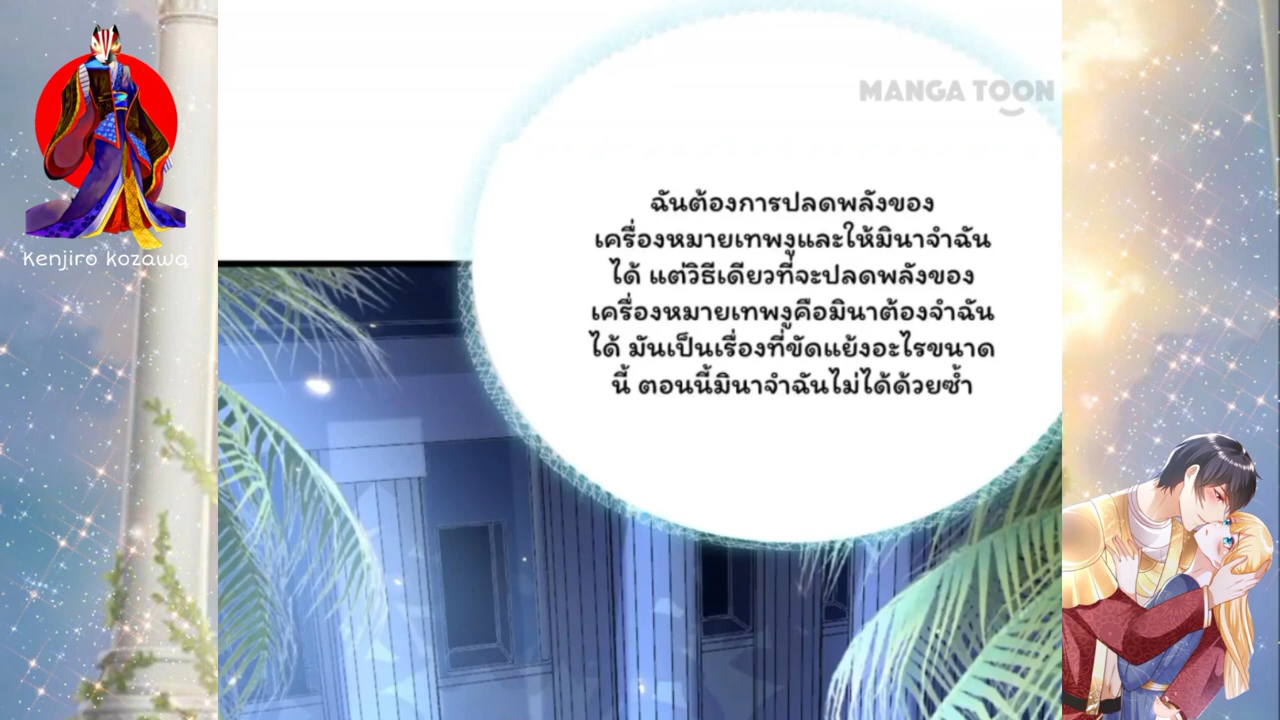 MANGA TOON
ฉันต้องการปลดพลังของ
เครื่องหมายเทพงูและให้มินาจำฉัน
ได้ แต่วิธีเดียวที่จะปลดพลังของ
เครื่องหมายเทพงูคือมินาต้องจำฉัน
ได้ มันเป็นเรื่องที่ขัดแย้งอะไรขนาด
นี้ ตอนนี้มินาจำฉันไม่ได้ด้วยซ้ำ
Kenjiro kozawa